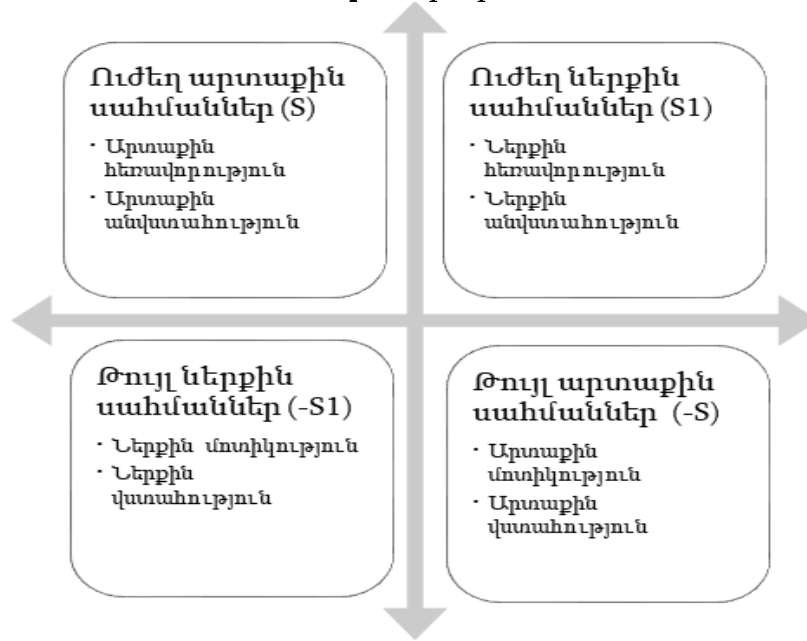 Ուժեղ արտաքին
սահմաններ (S)
· Արտաքին
հեռավորություն
· Արտաքին
անվստահություն
Ուժեղ ներքին
սահմաններ (S1)
· Ներքին
հեռավորություն
· Ներքին
անվստահություն
Թույլ ներքին
սահմաններ (-S1)
· Ներքին մոտիկություն
· Ներքին
վստահություն
Թույլ արտաքին
սահմաններ (-S)
· Արտաքին
մոտիկություն
· Արտաքին
վստահություն